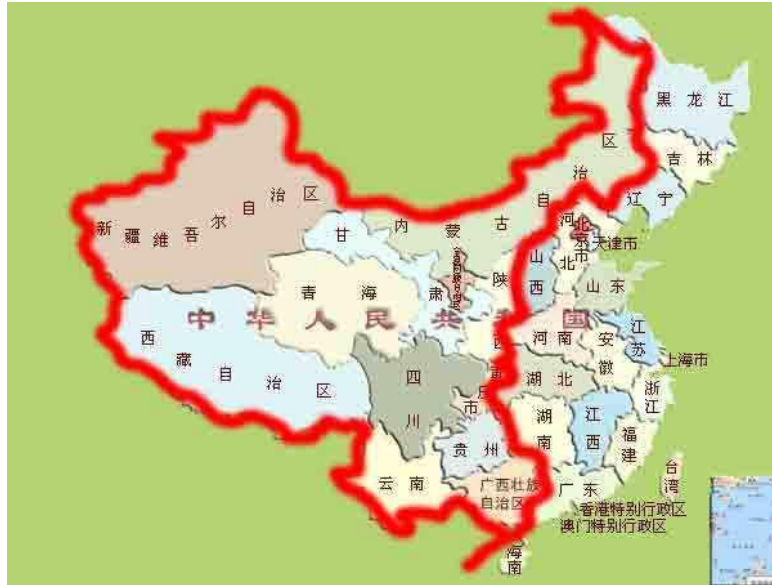 黑龙江
吉林
辽宁
内蒙古自治区
新疆维吾尔自治区
甘肃
北京市
天津市
河北
山西
山东
陕西
青海
中华人民共和国
河南
江苏
安徽
上海市
西藏自治区
四川
重庆市
湖北
浙江
湖南
江西
福建
贵州
云南
广西壮族
自治区
广东
台湾
香港特别行政区
澳门特别行政区
海南